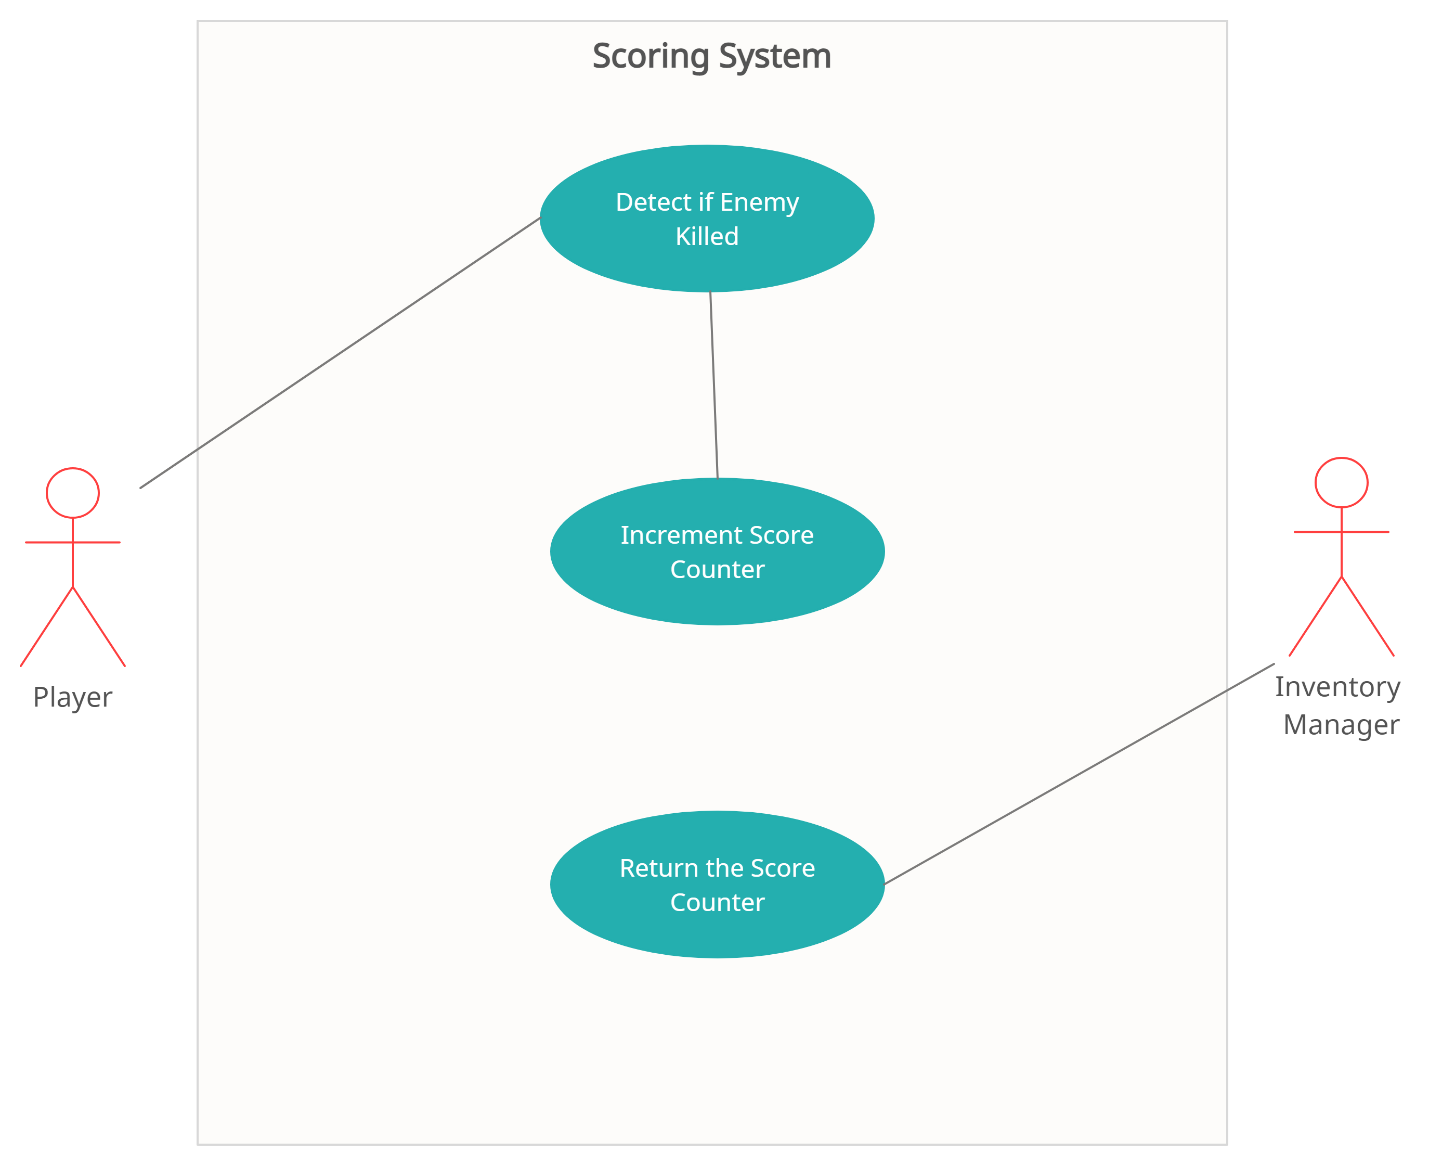 Scoring System
Detect if Enemy
Killed
Increment Score
Counter
Player
Inventory
Manager
Return the Score
Counter